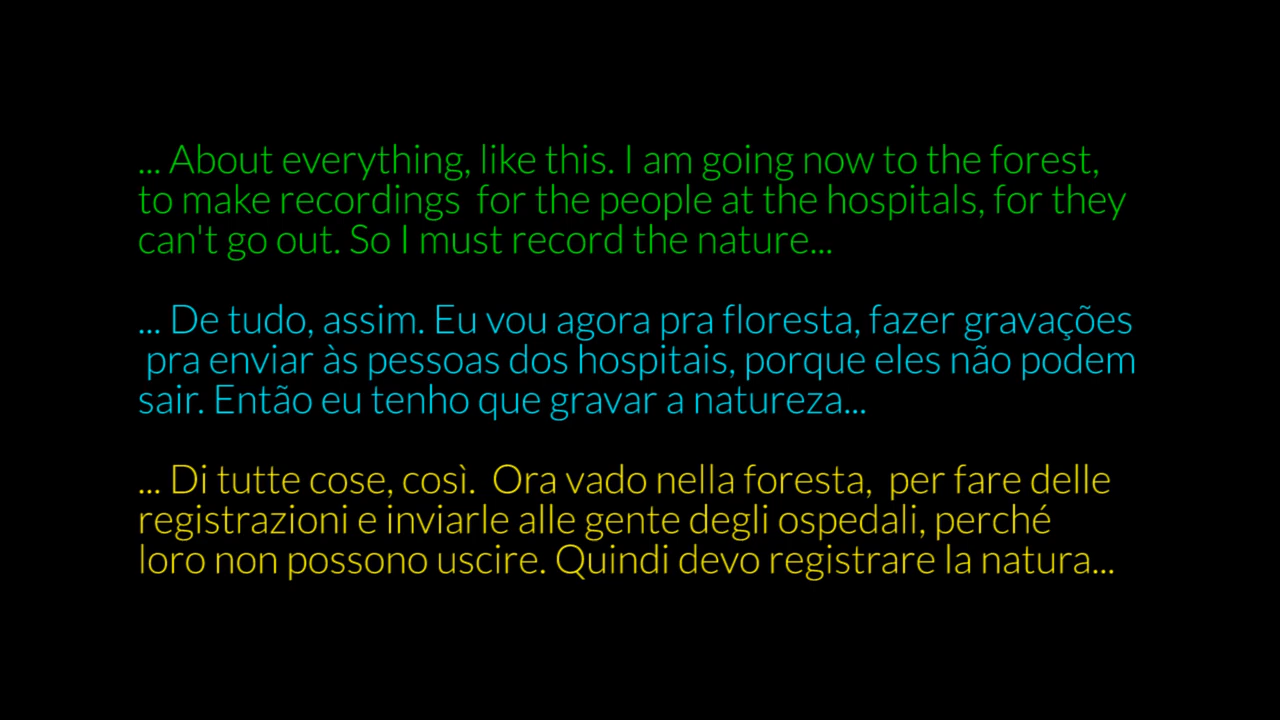 ... About everything, like this. I am going now to the forest,
to make recordings  for the people at the hospitals, for they
can't go out. So I must record the nature...
... De tudo, assim. Eu vou agora pra floresta, fazer gravações
pra enviar às pessoas dos hospitais, porque eles não podem
sair. Então eu tenho que gravar a natureza...
... Di tutte cose, così.  Ora vado nella foresta,  per fare delle
registrazioni e inviarle alle gente degli ospedali, perché
loro non possono uscire. Quindi devo registrare la natura...